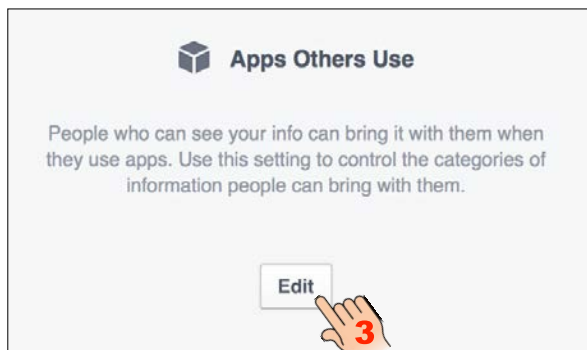 Apps Others Use
People who can see your info can bring it with them when
they use apps. Use this setting to control the categories of
information people can bring with them.
Edit
3